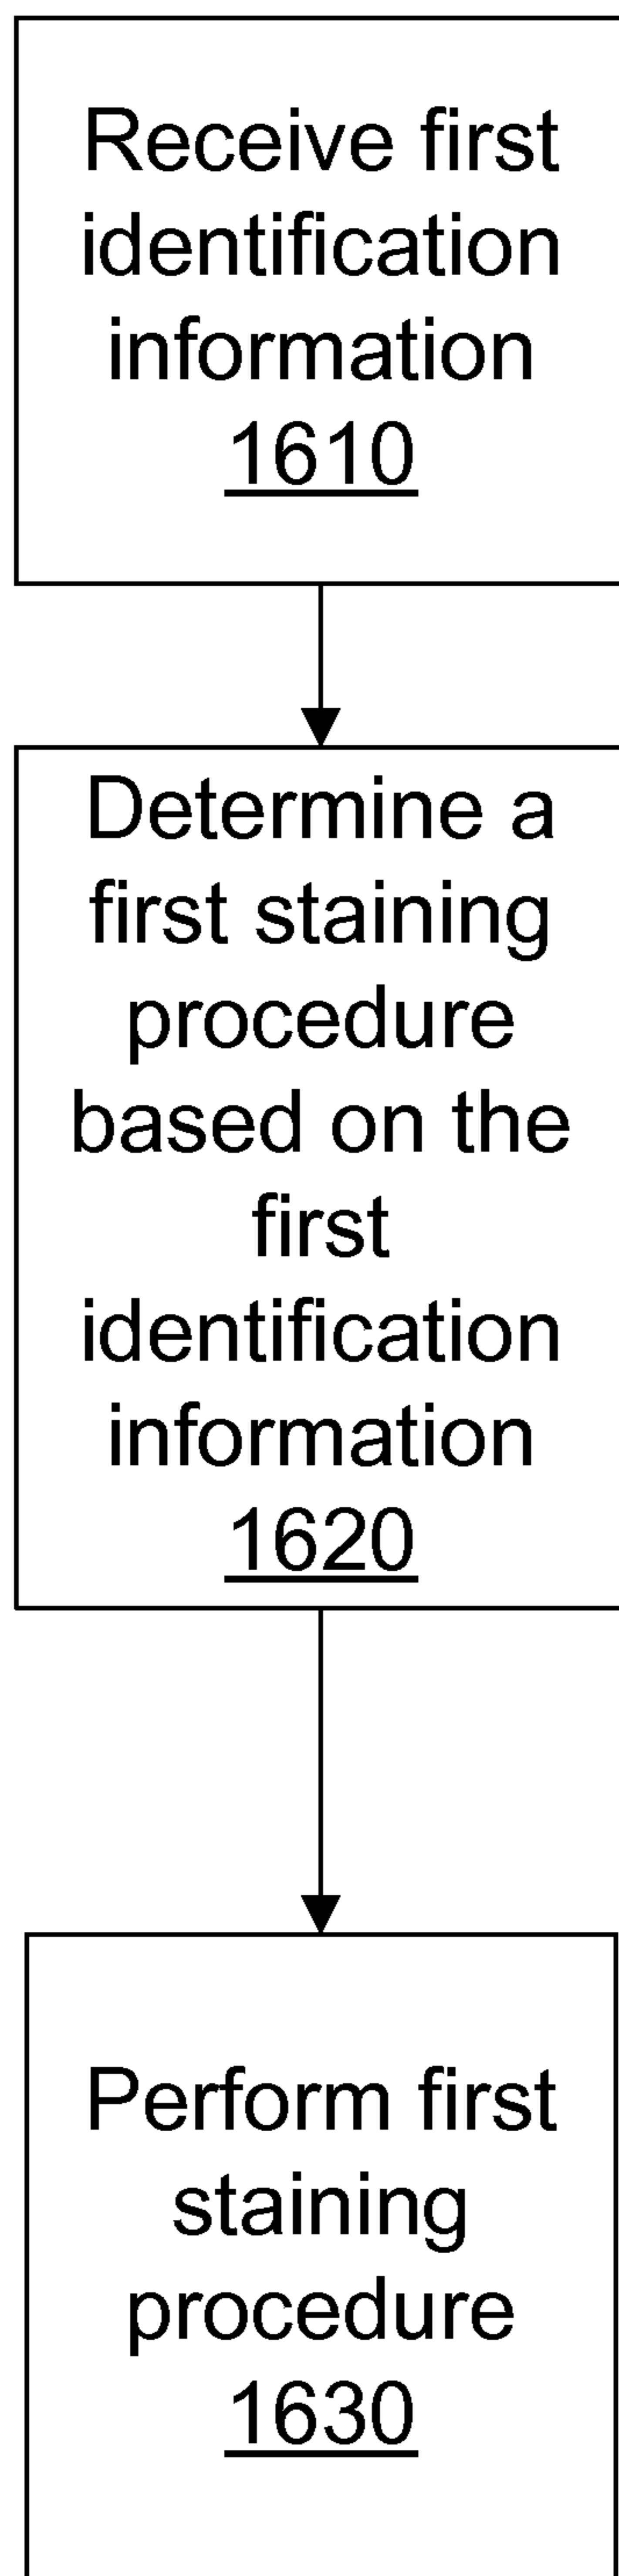 Receive first
identification
information
1610
Determine a
first staining
procedure
based on the
first
identification
information
1620
Perform first
staining
procedure
1630